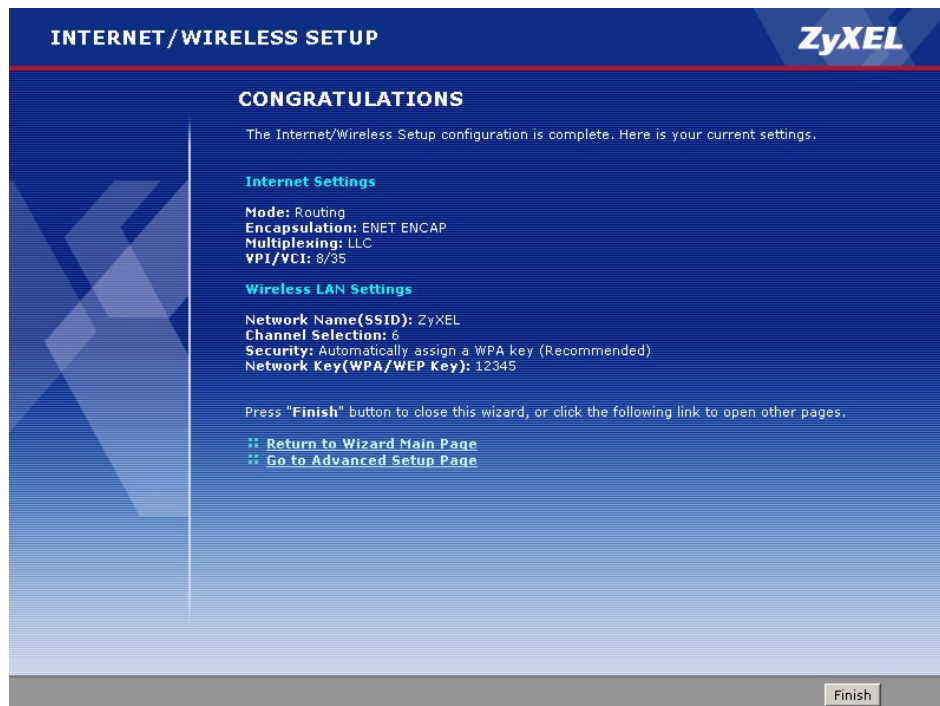 INTERNET/WIRELESS SETUP
ZyXEL
CONGRATULATIONS
The Internet/Wireless Setup configuration is complete. Here is your current settings.
Internet Settings
Mode: Routing
Encapsulation: ENET ENCAP
Multiplexing: LLC
VPI/VCI: 8/35
Wireless LAN Settings
Network Name(SSID): ZyXEL
Channel Selection: 6
Security: Automatically assign a WPA key (Recommended)
Network Key(WPA/WEP Key): 12345
Press "Finish" button to close this wizard, or click the following link to open other pages.
Return to Wizard Main Page
Go to Advanced Setup Page
Finish